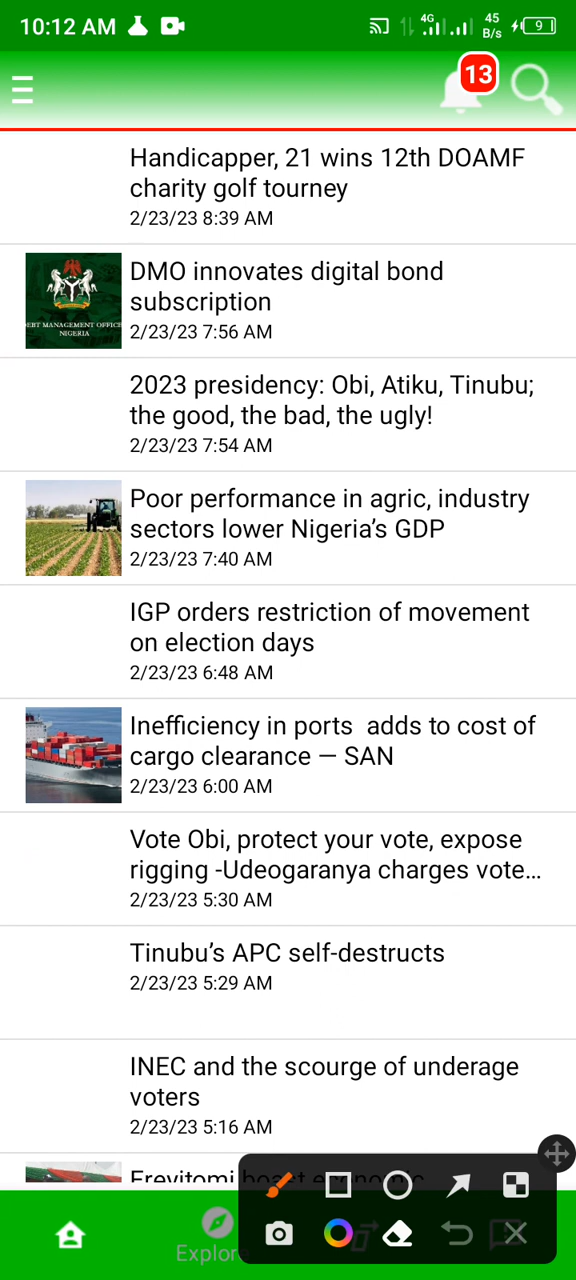 10:12 AM
4G
45
B/s
9
13
Handicapper, 21 wins 12th DOAMF
charity golf tourney
2/23/23 8:39 AM
DEBT MANAGEMENT OFFICE
NIGERIA
DMO innovates digital bond
subscription
2/23/23 7:56 AM
2023 presidency: Obi, Atiku, Tinubu;
the good, the bad, the ugly!
2/23/23 7:54 AM
Poor performance in agric, industry
sectors lower Nigeria’s GDP
2/23/23 7:40 AM
IGP orders restriction of movement
on election days
2/23/23 6:48 AM
Inefficiency in ports  adds to cost of
cargo clearance — SAN
2/23/23 6:00 AM
Vote Obi, protect your vote, expose
rigging -Udeogaranya charges vote…
2/23/23 5:30 AM
Tinubu’s APC self-destructs
2/23/23 5:29 AM
INEC and the scourge of underage
voters
2/23/23 5:16 AM
boast economic
Explore